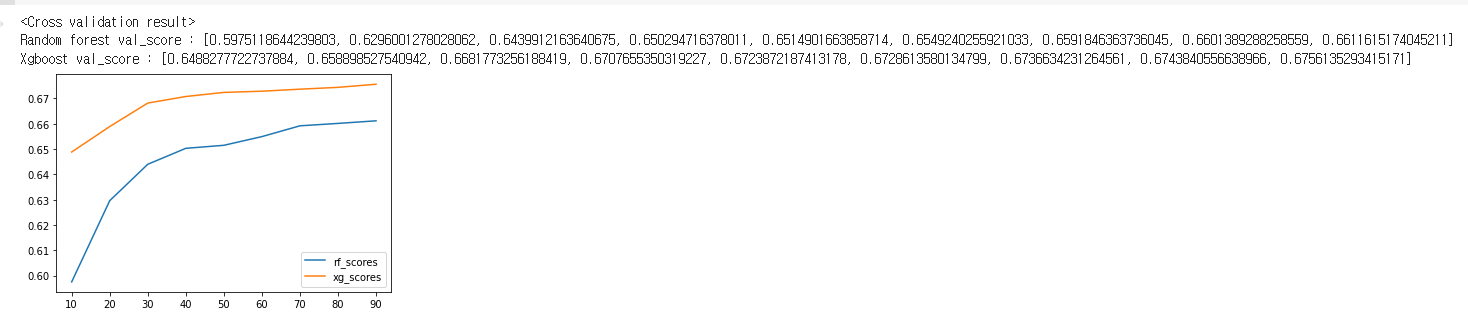 <Cross validation result>
Random forest val_score : [0.5975118644239803, 0.6296001278028062, 0.6439912163640675, 0.650294716378011, 0.6514901663858714, 0.6549240255921033, 0.6591846363736045, 0.6601389288258559, 0.6611615174045211]
Xgboost val_score : [0.6488277722737884, 0.658898527540942, 0.6681773256188419, 0.6707655350319227, 0.6723872187413178, 0.6728613580134799, 0.6736634231264561, 0.6743840556638966, 0.6756135293415171]
0.67
0.66
0.65
0.64
0.63
0.62
0.61
0.60
rf_scores
xg_scores
10 20 30 40 50 60 70 80 90